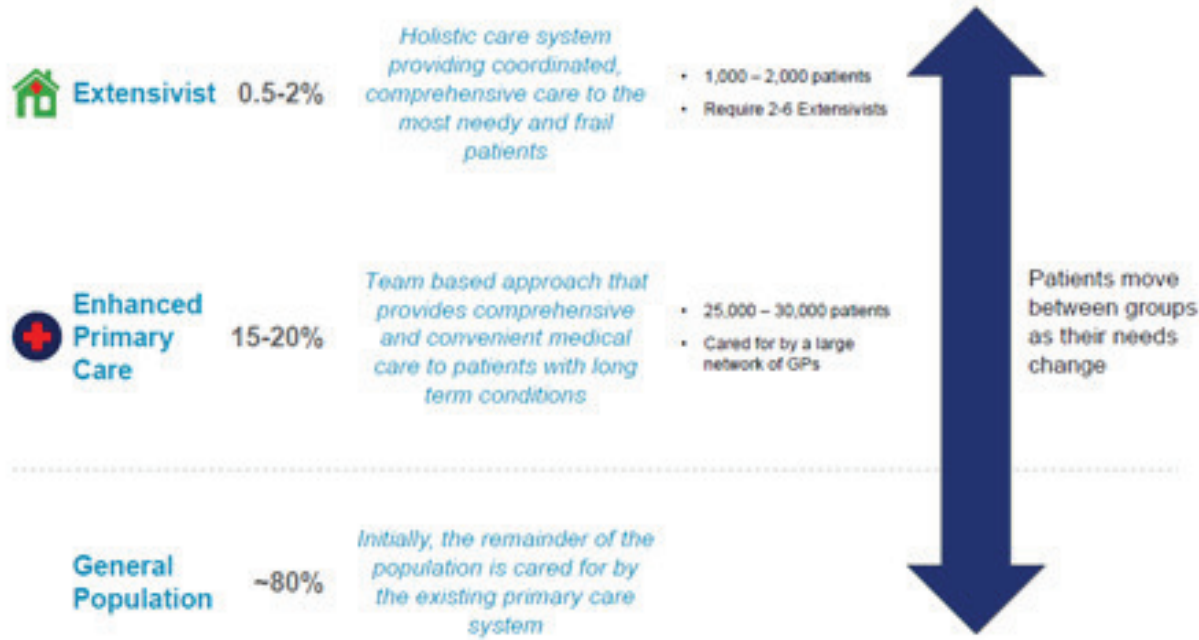 Extensivist
0.5-2%
Holistic care system
providing coordinated,
comprehensive care to the
most needy and frail
patients
• 1,000 – 2,000 patients
• Require 2-6 Extensivists
Enhanced
Primary
Care
15-20%
Team based approach that
provides comprehensive
and convenient medical
care to patients with long
term conditions
• 25,000 – 30,000 patients
• Cared for by a large
network of GPs
Patients move
between groups
as their needs
change
General
Population
~80%
Initially, the remainder of the
population is cared for by
the existing primary care
system